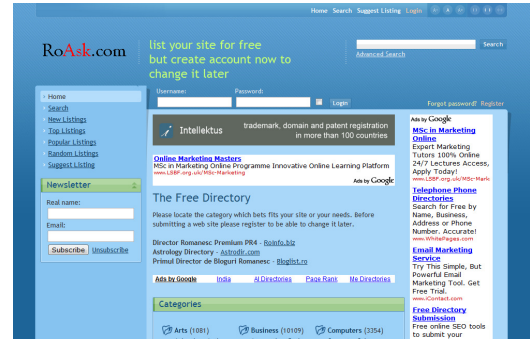 Home Search Suggest Listing Login
RoAsk.com
list your site for free
but create account now to
change it later
Search
Advanced Search
Username: Password:
Login
Forgot password? Register
Home
Search
New Listings
Top Listings
Popular Listings
Random Listings
Suggest Listing
Newsletter
Real name:
Email:
Subscribe Unsubscribe
Intellektus
trademark, domain and patent registration
in more than 100 countries
Online Marketing Masters
MSc in Marketing Online Programme Innovative Online Learning Platform
www.LSBF.org.uk/MSc-Marketing
Ads by Google
The Free Directory
Please locate the category which bets fits your site or your needs. Before
submitting a web site please register to be able to change it later.
Director Romanesc Premium PR4 - RoInfo.biz
Astrology Directory - Astrodir.com
Primul Director de Bloguri Romanesc - Bloglist.ro
Ads by Google India AI Directories Page Rank Me Directories
Categories
Arts (1081) Business (10109) Computers (3354)
Ads by Google
MSc in Marketing
Online
Expert Marketing
Tutors 100% Online
24/7 Lectures Access,
Apply Today!
www.LSBF.org.uk/MSc-Mark
Telephone Phone
Directories
Search for Free by
Name, Business,
Address or Phone
Number. Accurate!
www.WhitePages.com
Email Marketing
Service
Try This Simple, But
Powerful Email
Marketing Tool. Get
Free Trial.
www.iContact.com
Free Directory
Submission
Free online SEO tools
to submit your